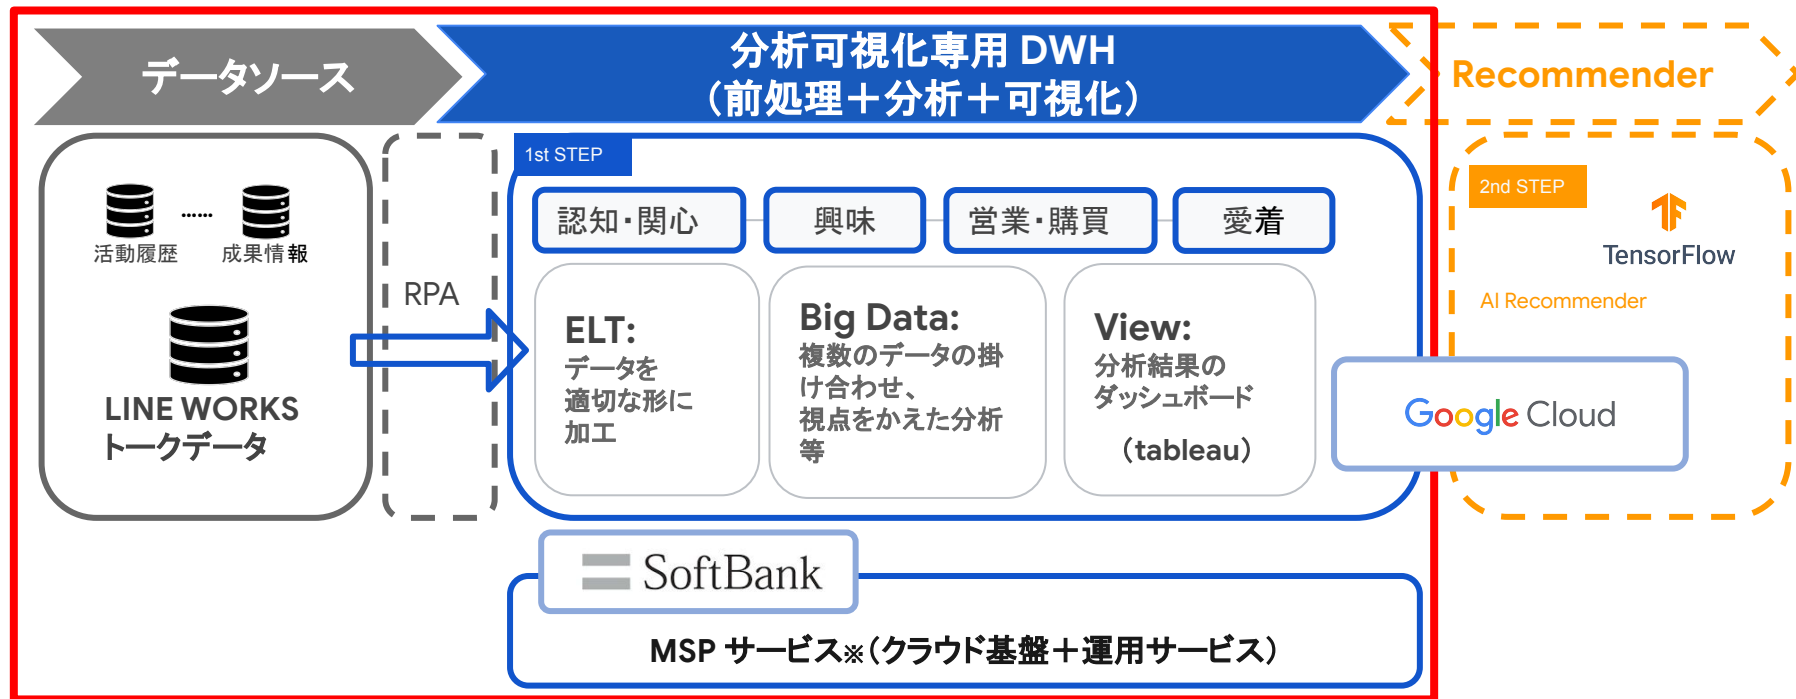 データソース
分析可視化専用 DWH
（前処理＋分析＋可視化）
Recommender
活動履歴
……
成果情報
LINE WORKS
トークデータ
RPA
1st STEP
認知・関心
興味
営業・購買
愛着
ELT:
データを
適切な形に
加工
Big Data:
複数のデータの掛
け合わせ、
視点をかえた分析
等
View:
分析結果の
ダッシュボード
（tableau）
2nd STEP
TensorFlow
AI Recommender
Google Cloud
SoftBank
MSP サービス※（クラウド基盤＋運用サービス）